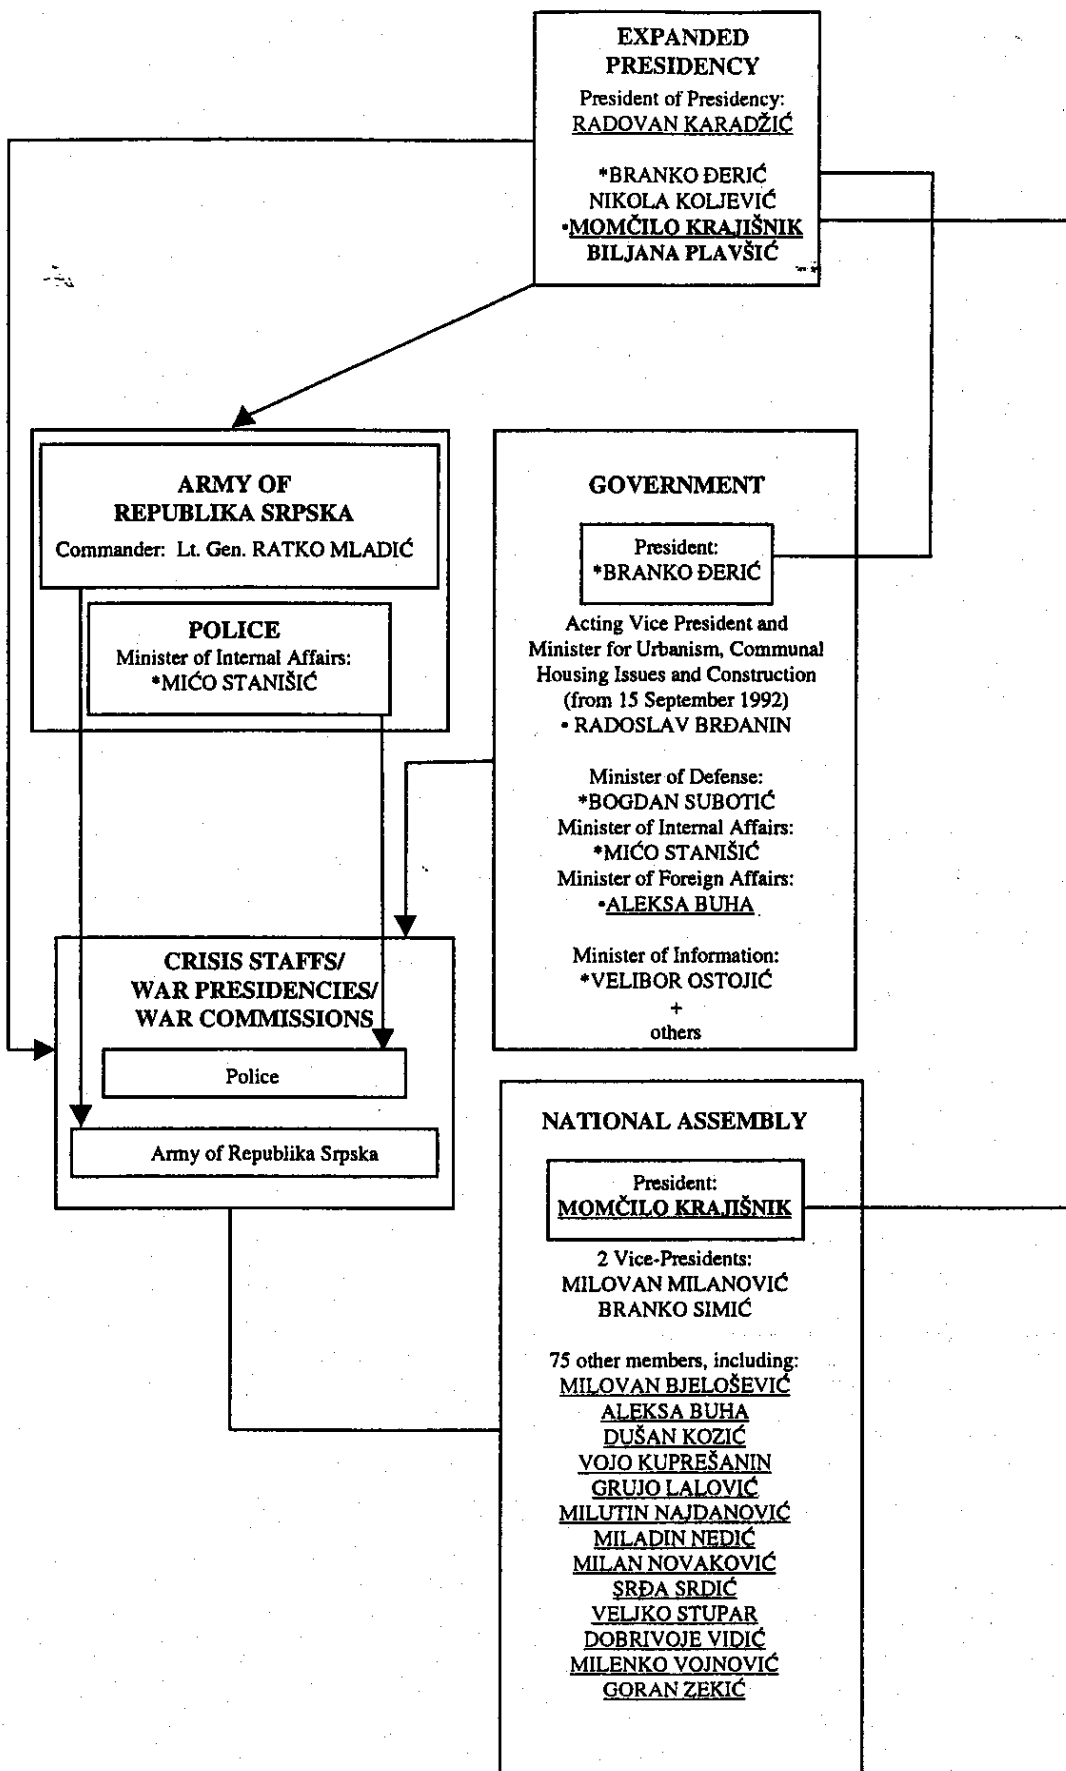 EXPANDED
PRESIDENCY
President of Presidency:
RADOVAN KARADŽIĆ
*BRANKO ĐERIĆ
NIKOLA KOLJEVIĆ
•MOMČILO KRAJIŠNIK
BILJANA PLAVŠIĆ
ARMY OF
REPUBLIKA SRPSKA
Commander: Lt. Gen. RATKO MLADIĆ
POLICE
Minister of Internal Affairs:
*MIĆO STANIŠIĆ
GOVERNMENT
President:
*BRANKO ĐERIĆ
Acting Vice President and
Minister for Urbanism, Communal
Housing Issues and Construction
(from 15 September 1992)
• RADOSLAV BRĐANIN
Minister of Defense:
*BOGDAN SUBOTIĆ
Minister of Internal Affairs:
*MIĆO STANIŠIĆ
Minister of Foreign Affairs:
•ALEKSA BUHA
Minister of Information:
*VELIBOR OSTOJIĆ
+
others
CRISIS STAFFS/
WAR PRESIDENCIES/
WAR COMMISSIONS
Police
Army of Republika Srpska
NATIONAL ASSEMBLY
President:
MOMČILO KRAJIŠNIK
2 Vice-Presidents:
MILOVAN MILANOVIĆ
BRANKO SIMIĆ
75 other members, including:
MILOVAN BJELOŠEVIĆ
ALEKSA BUHA
DUŠAN KOZIĆ
VOJO KUPREŠANIN
GRUJO LALOVIĆ
MILUTIN NAJDANOVIĆ
MILADIN NEDIĆ
MILAN NOVAKOVIĆ
SRĐA SRDIĆ
VELJKO STUPAR
DOBRIVOJE VIDIĆ
MILENKO VOJNOVIĆ
GORAN ZEKIĆ